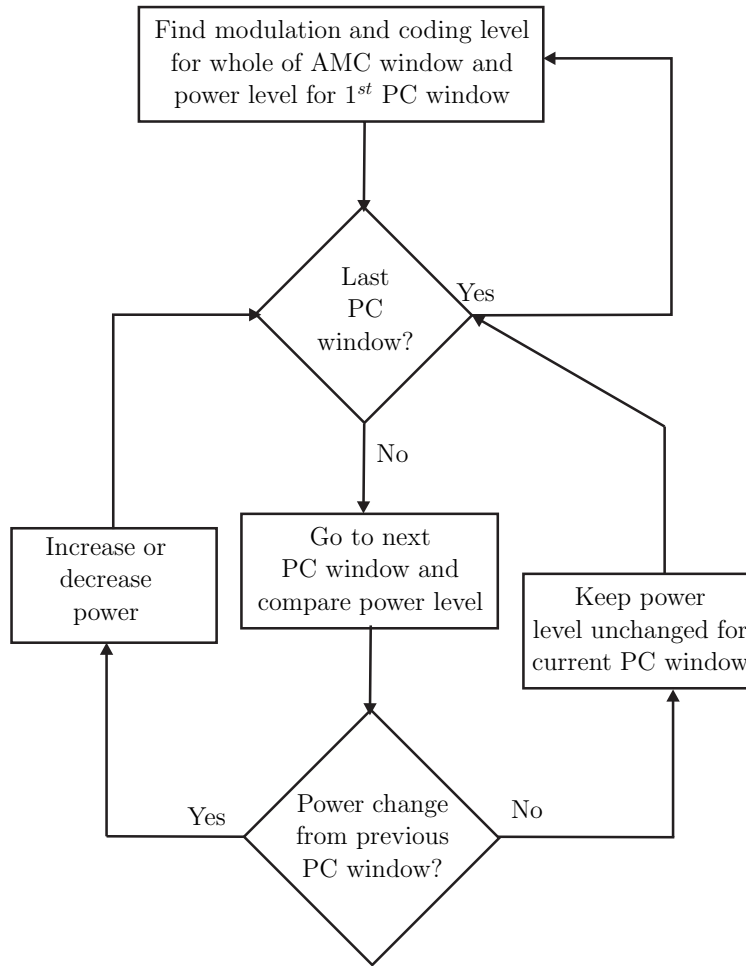 Find modulation and coding level
for whole of AMC window and
power level for 1st PC window
Last
PC
window?
Yes
No
Increase or
decrease
power
Go to next
PC window and
compare power level
Keep power
level unchanged for
current PC window
Power change
from previous
PC window?
Yes
No